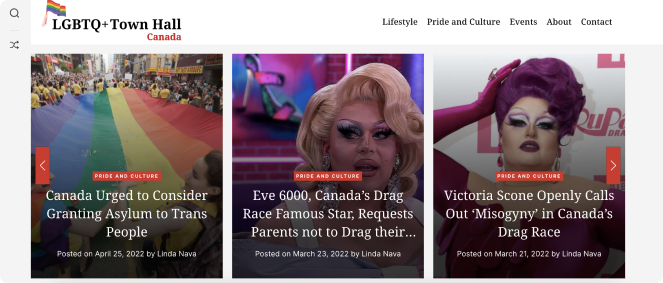 LGBTQ+Town Hall
Canada
Lifestyle Pride and Culture Events About Contact
PRIDE AND CULTURE
Canada Urged to Consider
Granting Asylum to Trans
People
Posted on April 25, 2022 by Linda Nava
PRIDE AND CULTURE
Eve 6000, Canada's Drag
Race Famous Star, Requests
Parents not to Drag their...
Posted on March 23, 2022 by Linda Nava
RuPa
DRAG
PRIDE AND CULTURE
Victoria Scone Openly Calls
Out ‘Misogyny’ in Canada's
Drag Race
Posted on March 21, 2022 by Linda Nava